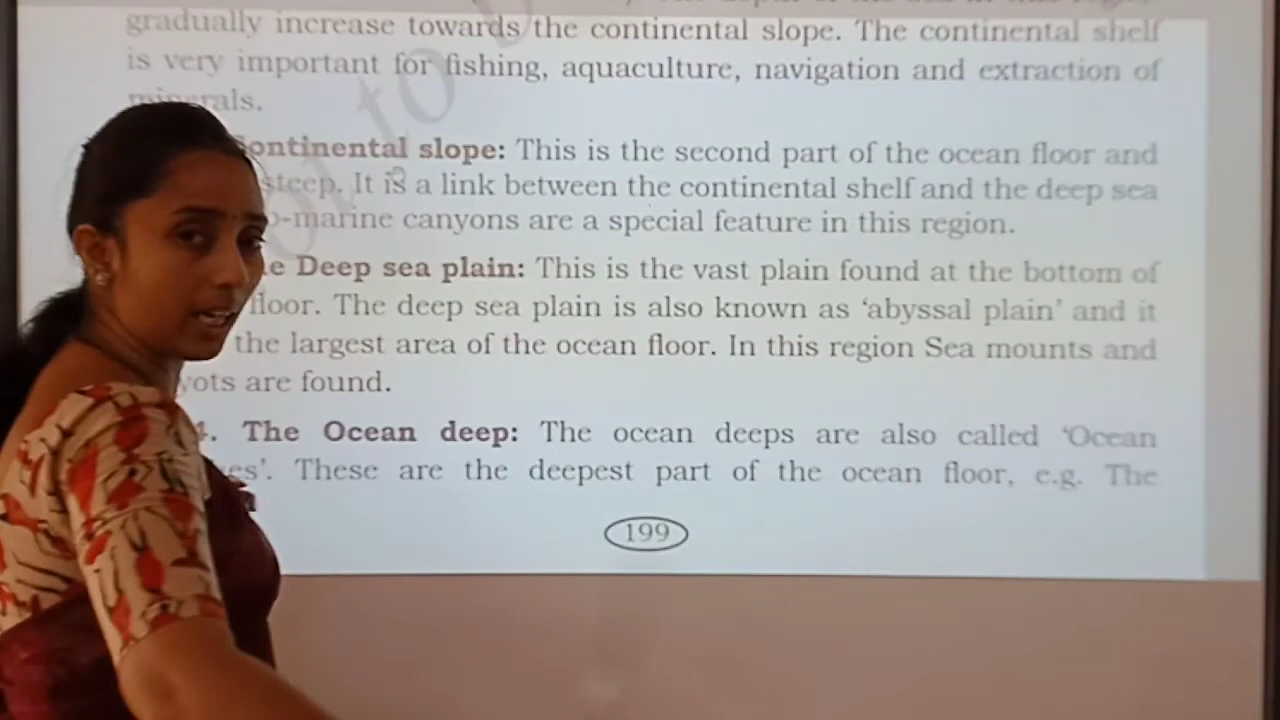 gradually increase towards the continental slope. The continental shelf
is very important for fishing, aquaculture, navigation and extraction of
minerals.
Continental slope: This is the second part of the ocean floor and
steep. It is a link between the continental shelf and the deep sea
-marine canyons are a special feature in this region.
e Deep sea plain: This is the vast plain found at the bottom of
floor. The deep sea plain is also known as ‘abyssal plain’ and it
the largest area of the ocean floor. In this region Sea mounts and
yots are found.
4. The Ocean deep: The ocean deeps are also called ‘Ocean
es’. These are the deepest part of the ocean floor, e.g. The
199
to